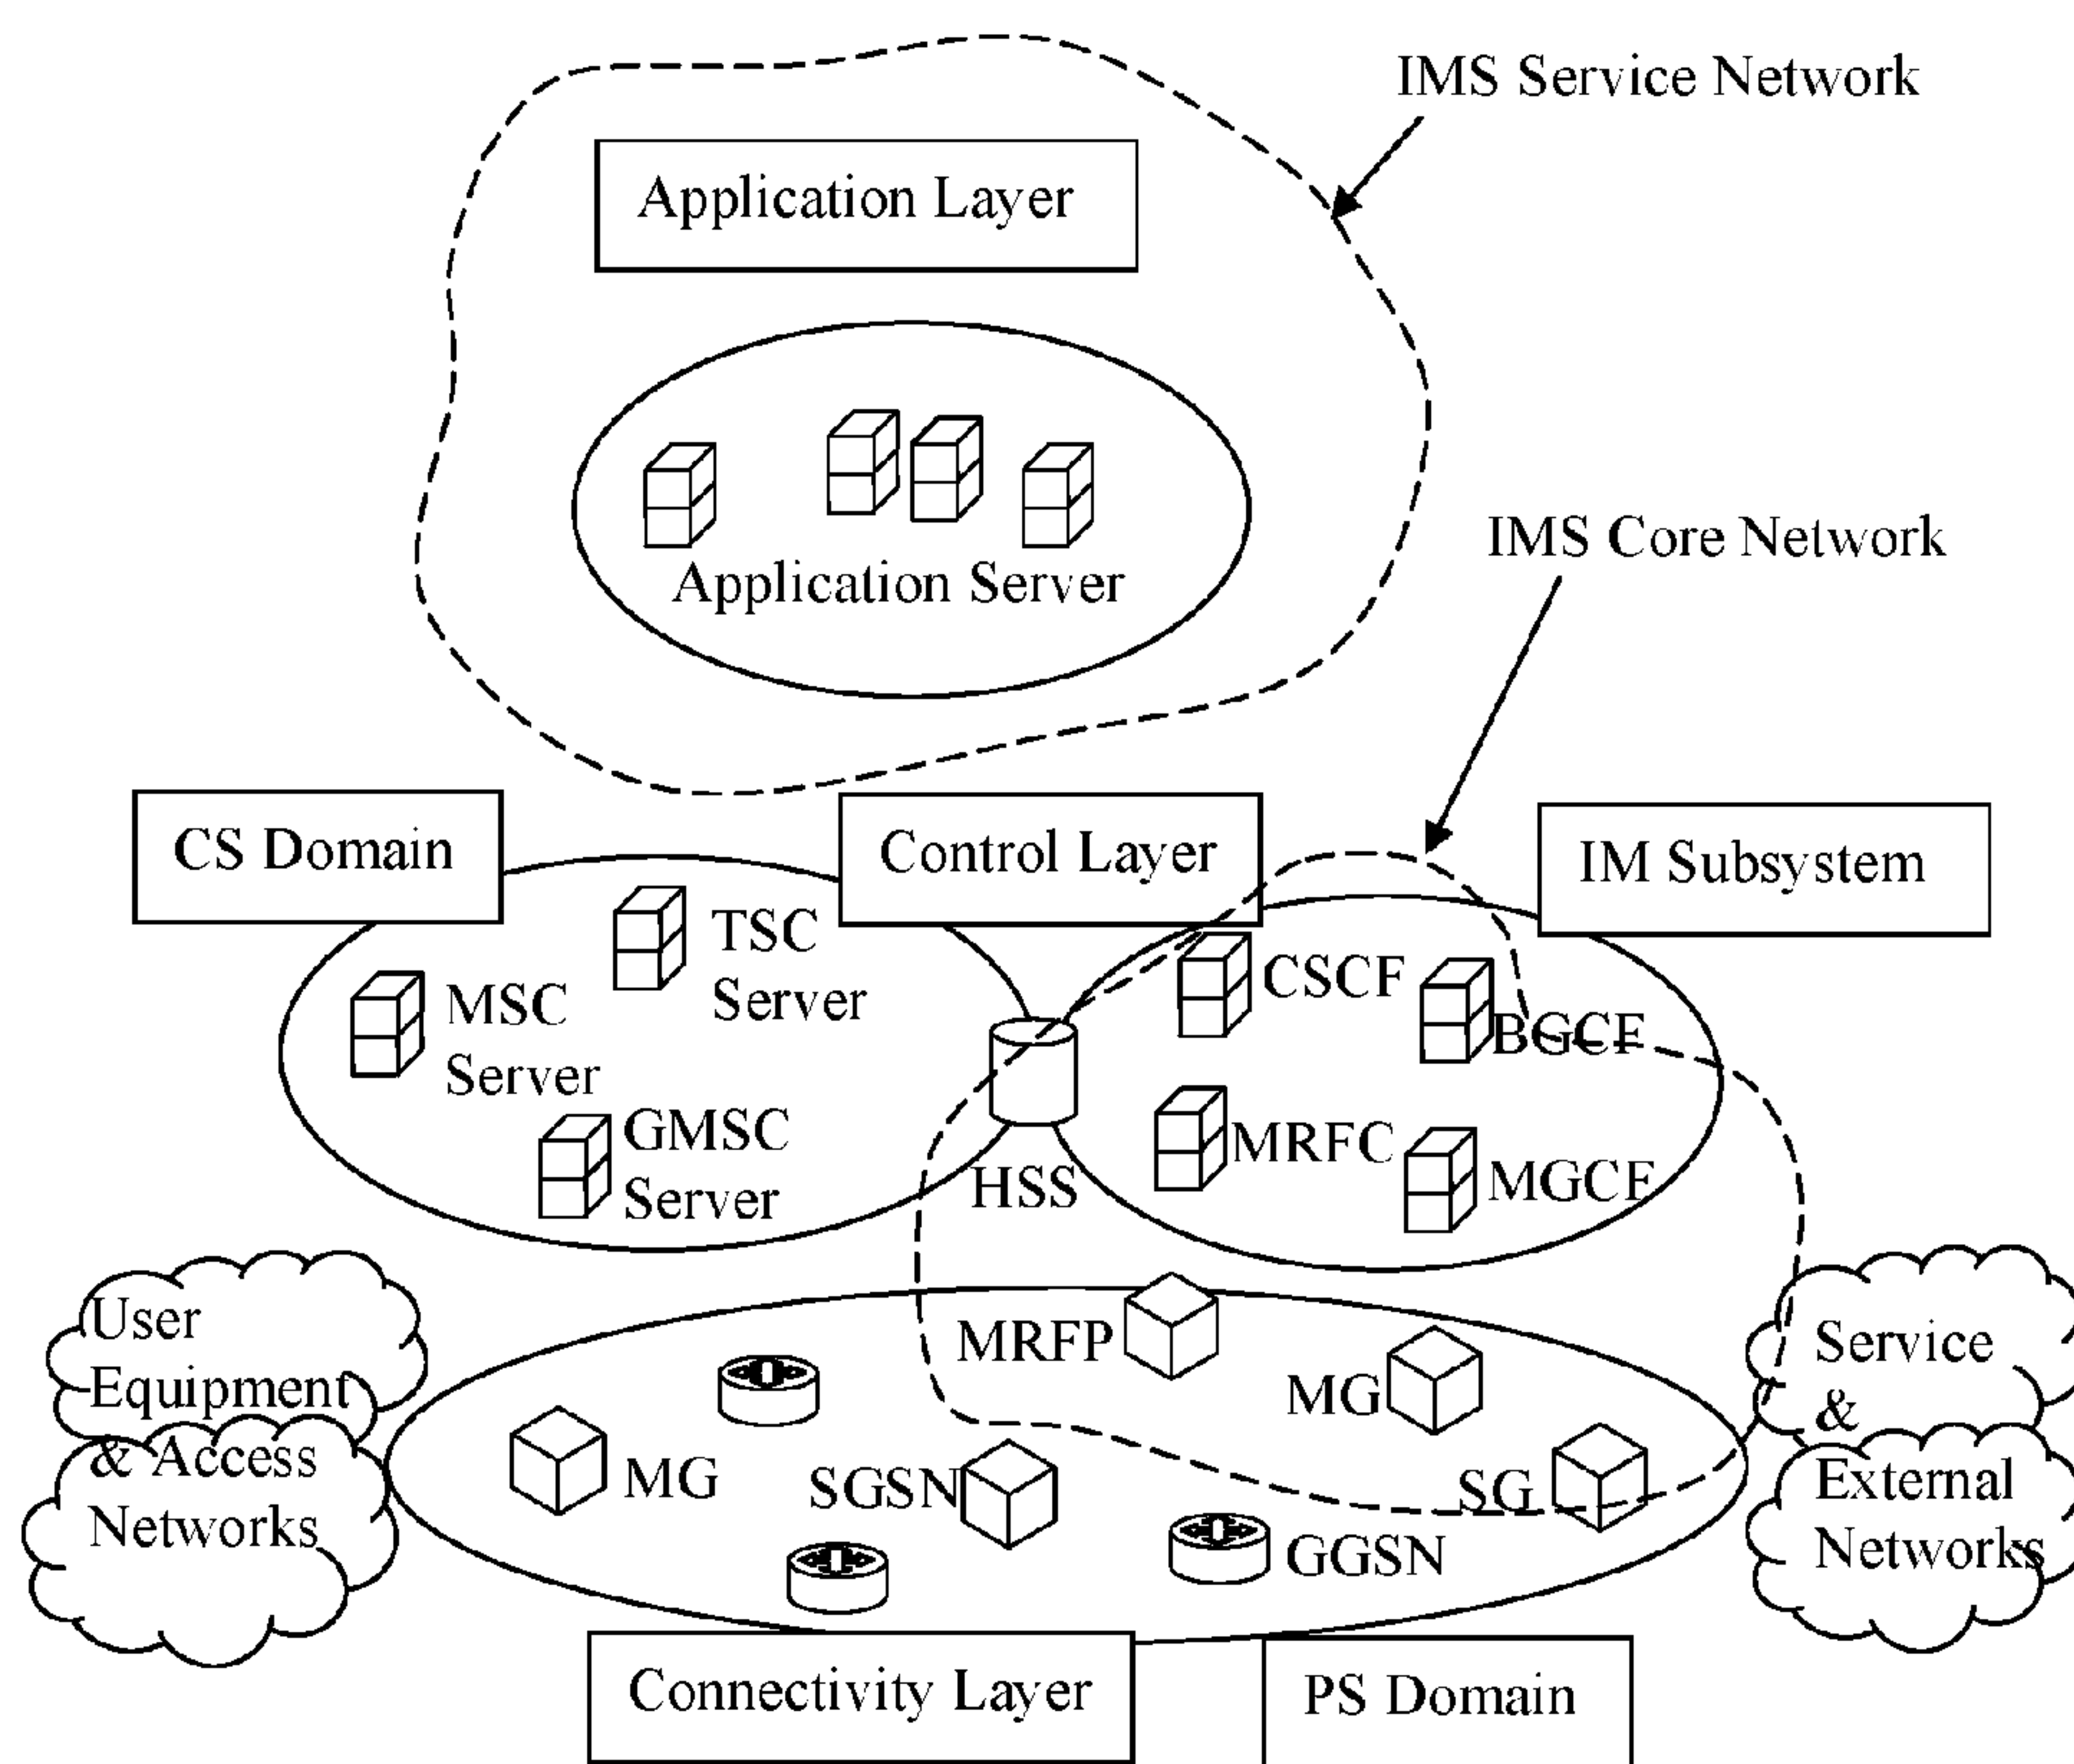 IMS Service Network
Application Layer
Application Server
IMS Core Network
CS Domain
Control Layer
IM Subsystem
TSC
Server
MSC
Server
GMSC
Server
HSS
CSCF
BGCF
MRFC
MGCF
User
Equipment
& Access
Networks
MRFP
MG
MG
SGSN
SG
GGSN
Service
&
External
Networks
Connectivity Layer
PS Domain